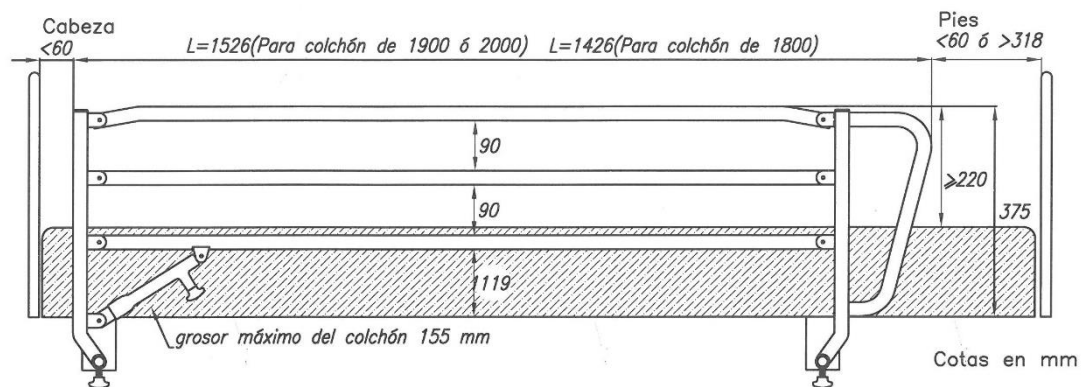 Cabeza
<60
L=1526(Para colchón de 1900 ó 2000) L=1426(Para colchón de 1800)
Pies
<60 ó >318
90
90
⩾220
375
1119
grosor máximo del colchón 155 mm
Cotas en mm